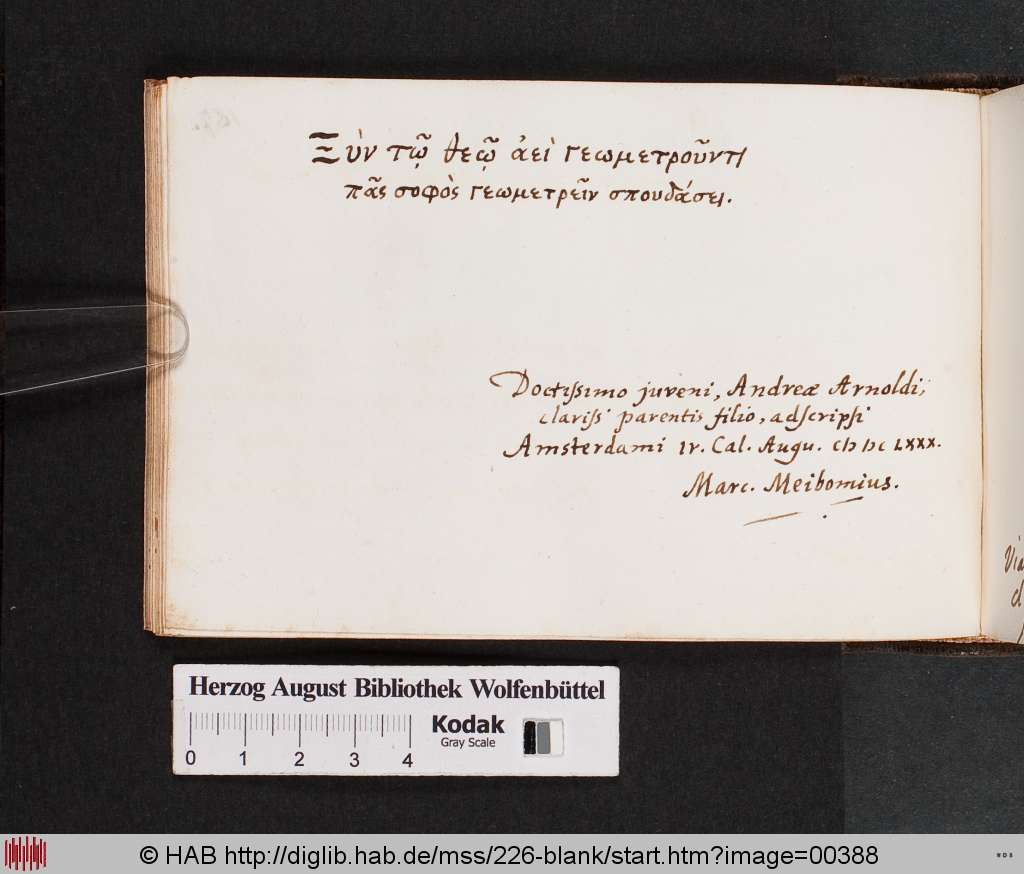 Ξὺν τῷ θεῷ ἀεὶ γεωμετροῦντι
πᾶς σοφὸς γεωμετρεῖν σπουδάσει.
Doctissimo juveni, Andreæ Arnoldi,
clariss parentis filio, adscripsi
Amsterdami IV. Cal. Augu. LXXX.
Marc. Meibomius.
Herzog August Bibliothek Wolfenbüttel
Kodak
Gray Scale
0 1 2 3 4
© HAB http://diglib.hab.de/mss/226-blank/start.htm?image=00388